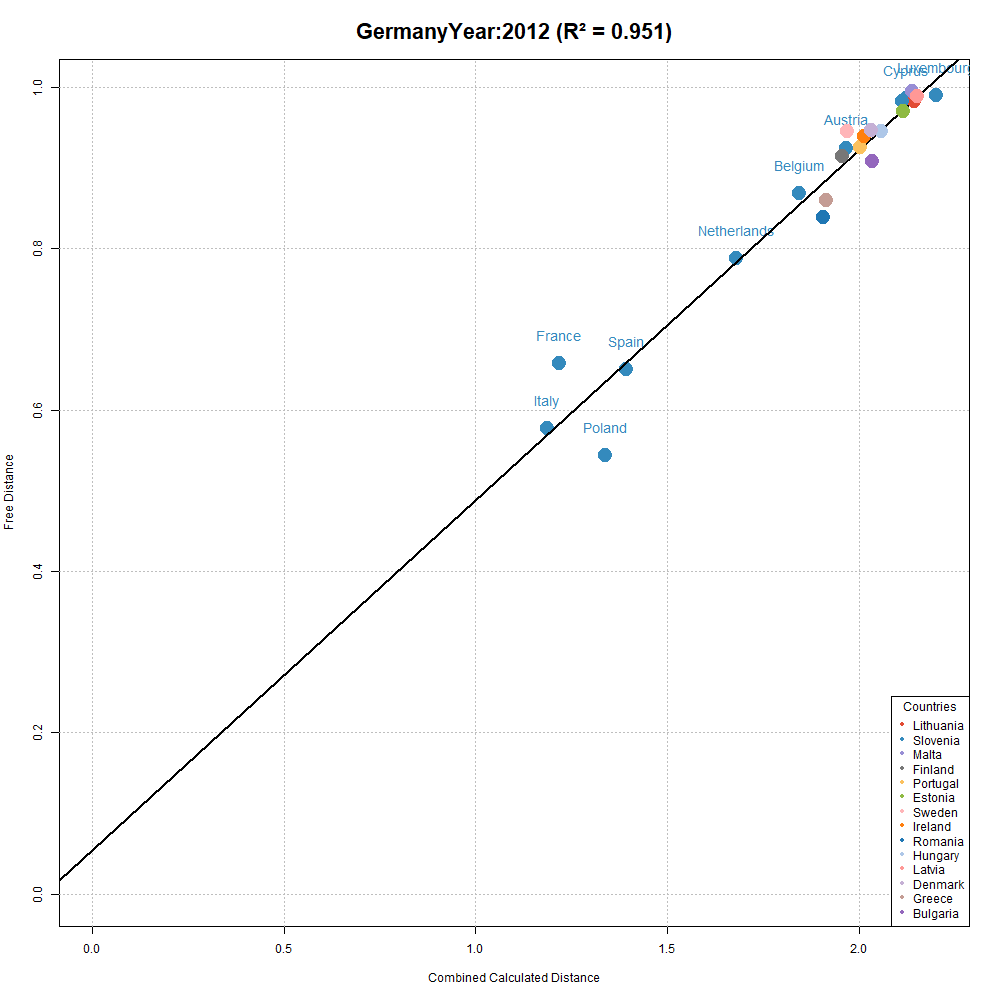 GermanyYear:2012 (R² = 0.951)
Luxembourg
Cyprus
Austria
Belgium
Netherlands
France
Spain
Italy
Poland
1.0
0.8
0.6
0.4
0.2
0.0
Free Distance
0.0 0.5 1.0 1.5 2.0
Combined Calculated Distance
Countries
Lithuania
Slovenia
Malta
Finland
Portugal
Estonia
Sweden
Ireland
Romania
Hungary
Latvia
Denmark
Greece
Bulgaria